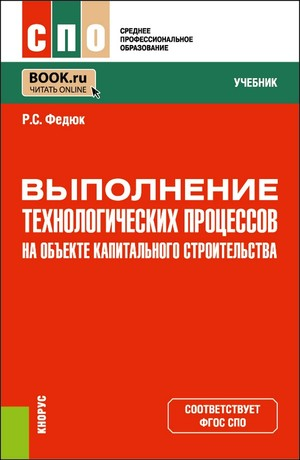 СПО
СРЕДНЕЕ
ПРОФЕССИОНАЛЬНОЕ
ОБРАЗОВАНИЕ
BOOK.ru
ЧИТАТЬ ONLINE
УЧЕБНИК
Р.С. Федюк
ВЫПОЛНЕНИЕ
ТЕХНОЛОГИЧЕСКИХ ПРОЦЕССОВ
НА ОБЪЕКТЕ КАПИТАЛЬНОГО СТРОИТЕЛЬСТВА
КНОРУС
СООТВЕТСТВУЕТ
ФГОС СПО